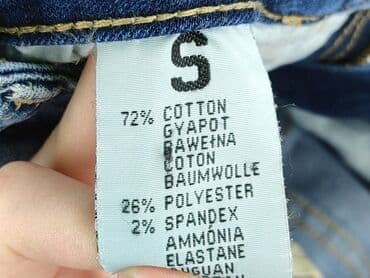 S
72% COTTON
GYAPOT
BAWEŁNA
COTON
BAUMWOLLE
26% POLYESTER
2% SPANDEX
AMMÓNIA
ELASTANE